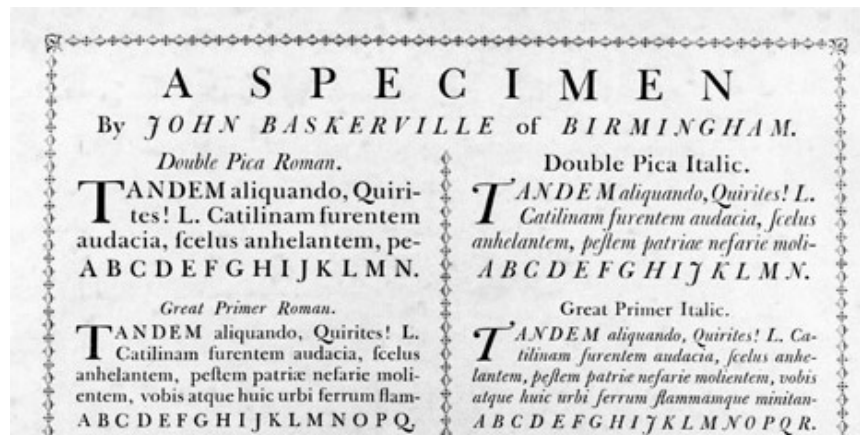 A SPECIMEN
By JOHN BASKERVILLE of BIRMINGHAM.
Double Pica Roman.
TANDEM aliquando, Quiri-
tes! L. Catilinam furentem
audacia, ſcelus anhelantem, pe-
A B C D E F G H I J K L M N.
Great Primer Roman.
TANDEM aliquando, Quirites! L.
Catilinam furentem audacia, ſcelus
anhelantem, peſtem patriæ nefarie moli-
entem, vobis atque huic urbi ferrum flam-
A B C D E F G H I J K L M N O P Q.
Double Pica Italic.
TANDEM aliquando, Quirites! L.
Catilinam furentem audacia, ſcelus
anhelantem, peſtem patriae nefarie moli-
A B C D E F G H I J K L M N.
Great Primer Italic.
TANDEM aliquando, Quirites! L. Ca-
tilinam furentem audacia, ſcelus anhe-
lantem, peſtem patriæ nefarie molientem, vobis
atque huic urbi ferrum flammamque minitan-
A B C D E F G H I J K L M N O P Q R.